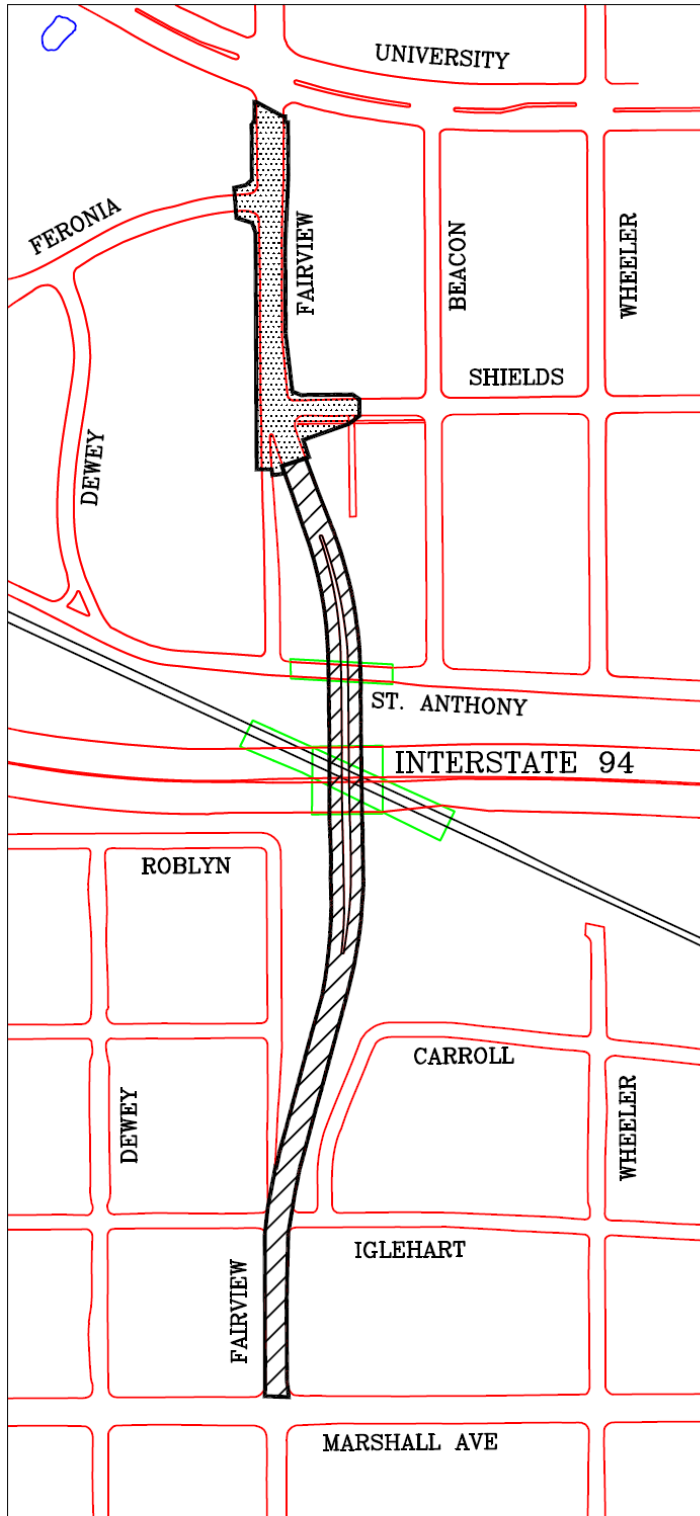 UNIVERSITY
FERONIA
FAIRVIEW
BEACON
WHEELER
SHIELDS
DEWEY
ST. ANTHONY
INTERSTATE 94
ROBLYN
CARROLL
DEWEY
WHEELER
IGLEHART
FAIRVIEW
MARSHALL AVE